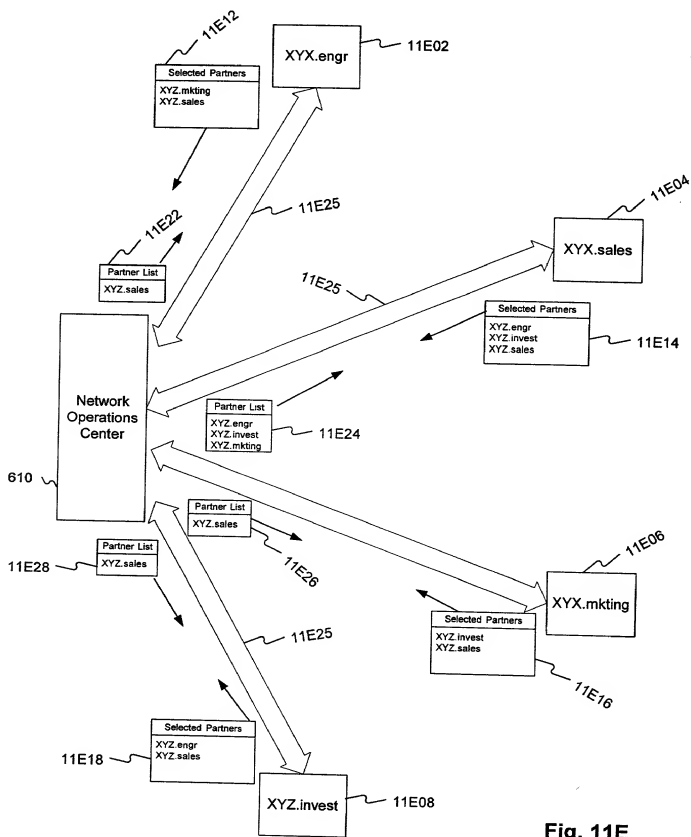 11E12
XYX.engr
11E02
Selected Partners
XYZ.mkting
XYZ.sales
11E25
11E22
Partner List
XYZ.sales
11E04
XYX.sales
11E25
Selected Partners
XYZ.engr
XYZ.invest
XYZ.sales
11E14
Network
Operations
Center
610
Partner List
XYZ.engr
XYZ.invest
XYZ.mkting
11E24
Partner List
XYZ.sales
11E26
Partner List
XYZ.sales
11E28
11E06
XYX.mkting
Selected Partners
XYZ.invest
XYZ.sales
11E16
11E25
Selected Partners
XYZ.engr
XYZ.sales
11E18
XYZ.invest
11E08
Fig. 11E